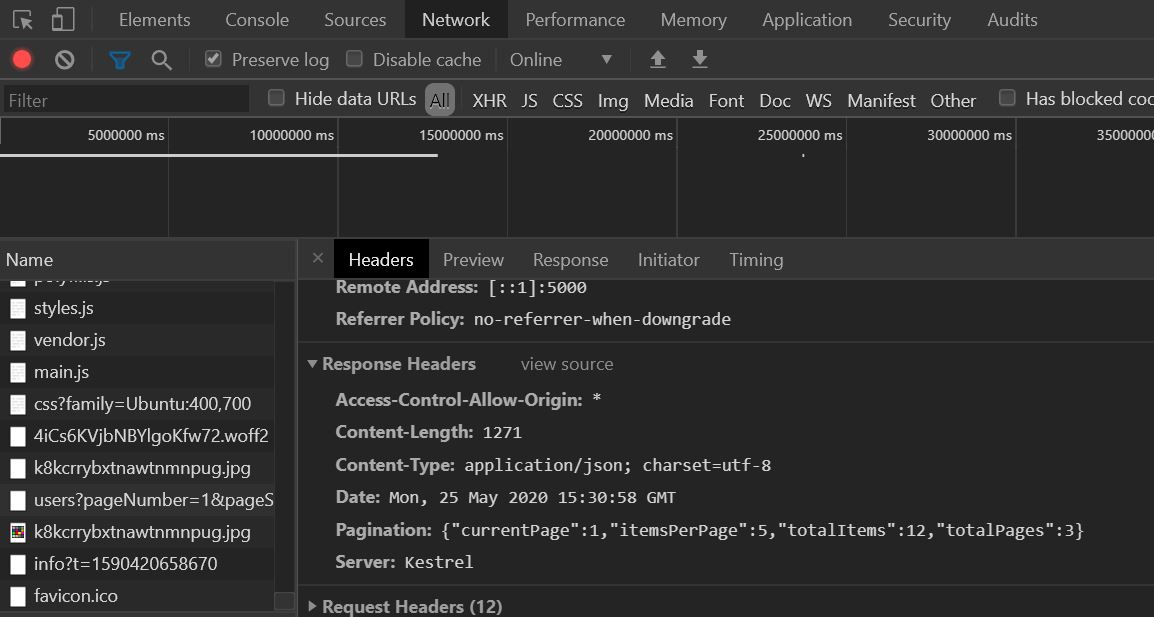 Elements Console Sources Network Performance Memory Application Security Audits
Preserve log Disable cache Online
Filter Hide data URLs All XHR JS CSS Img Media Font Doc WS Manifest Other Has blocked coo
5000000 ms 10000000 ms 15000000 ms 20000000 ms 25000000 ms 30000000 ms 3500000
Name
styles.js
vendor.js
main.js
css?family=Ubuntu:400,700
4iCs6KVjbNBYlgoKfw72.woff2
k8kcrrybxtnawtnmnpug.jpg
users?pageNumber=1&pageS
k8kcrrybxtnawtnmnpug.jpg
info?t=1590420658670
favicon.ico
× Headers Preview Response Initiator Timing
Remote Address: [::1]:5000
Referrer Policy: no-referrer-when-downgrade
Response Headers view source
Access-Control-Allow-Origin: *
Content-Length: 1271
Content-Type: application/json; charset=utf-8
Date: Mon, 25 May 2020 15:30:58 GMT
Pagination: {"currentPage":1,"itemsPerPage":5,"totalItems":12,"totalPages":3}
Server: Kestrel
Request Headers (12)